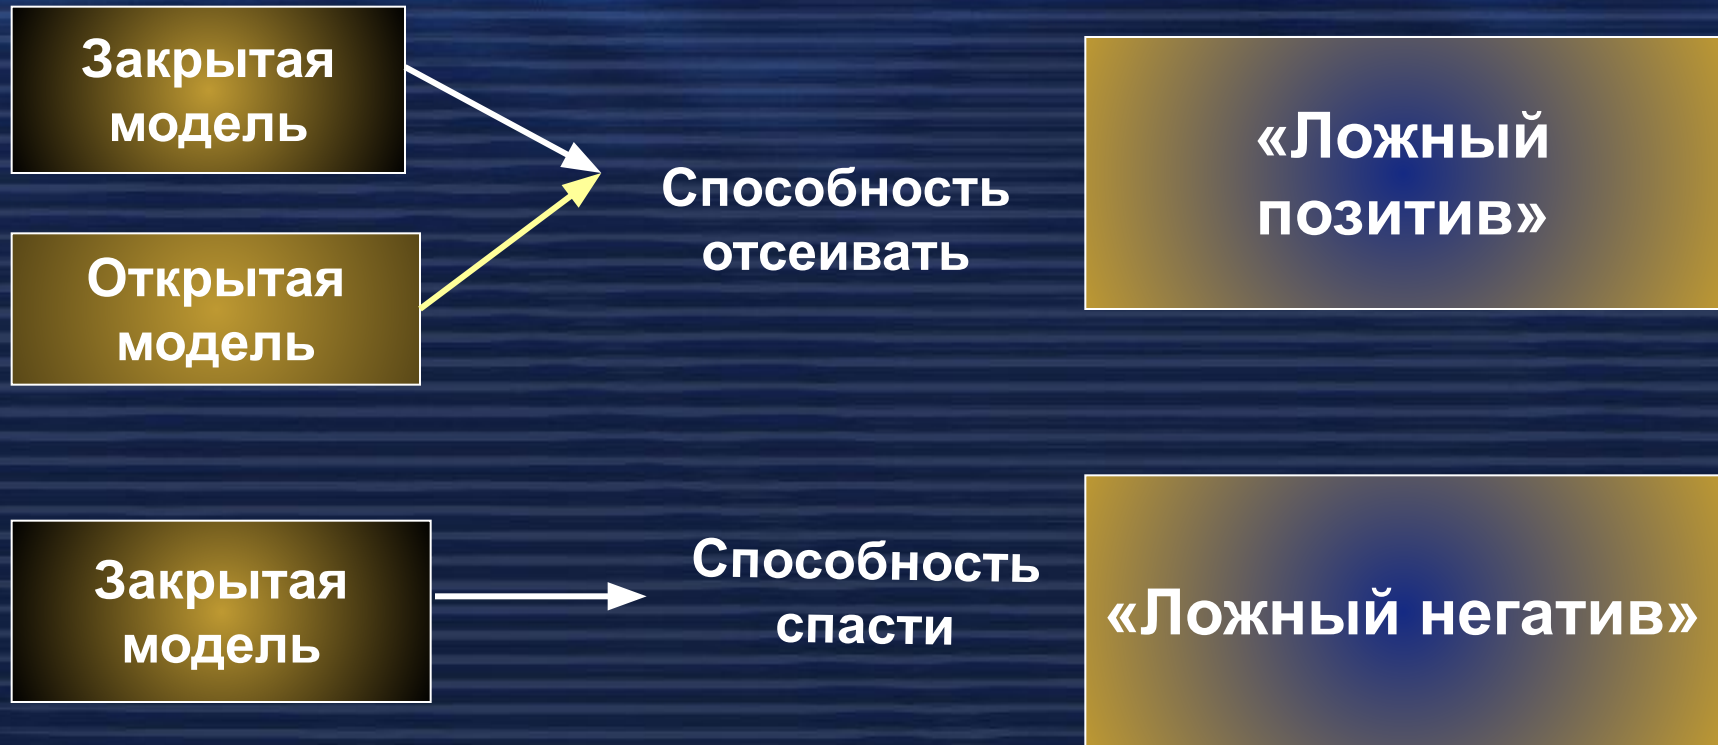 Закрытая
модель
Открытая
модель
Способность
отсеивать
«Ложный
позитив»
Закрытая
модель
Способность
спасти
«Ложный негатив»